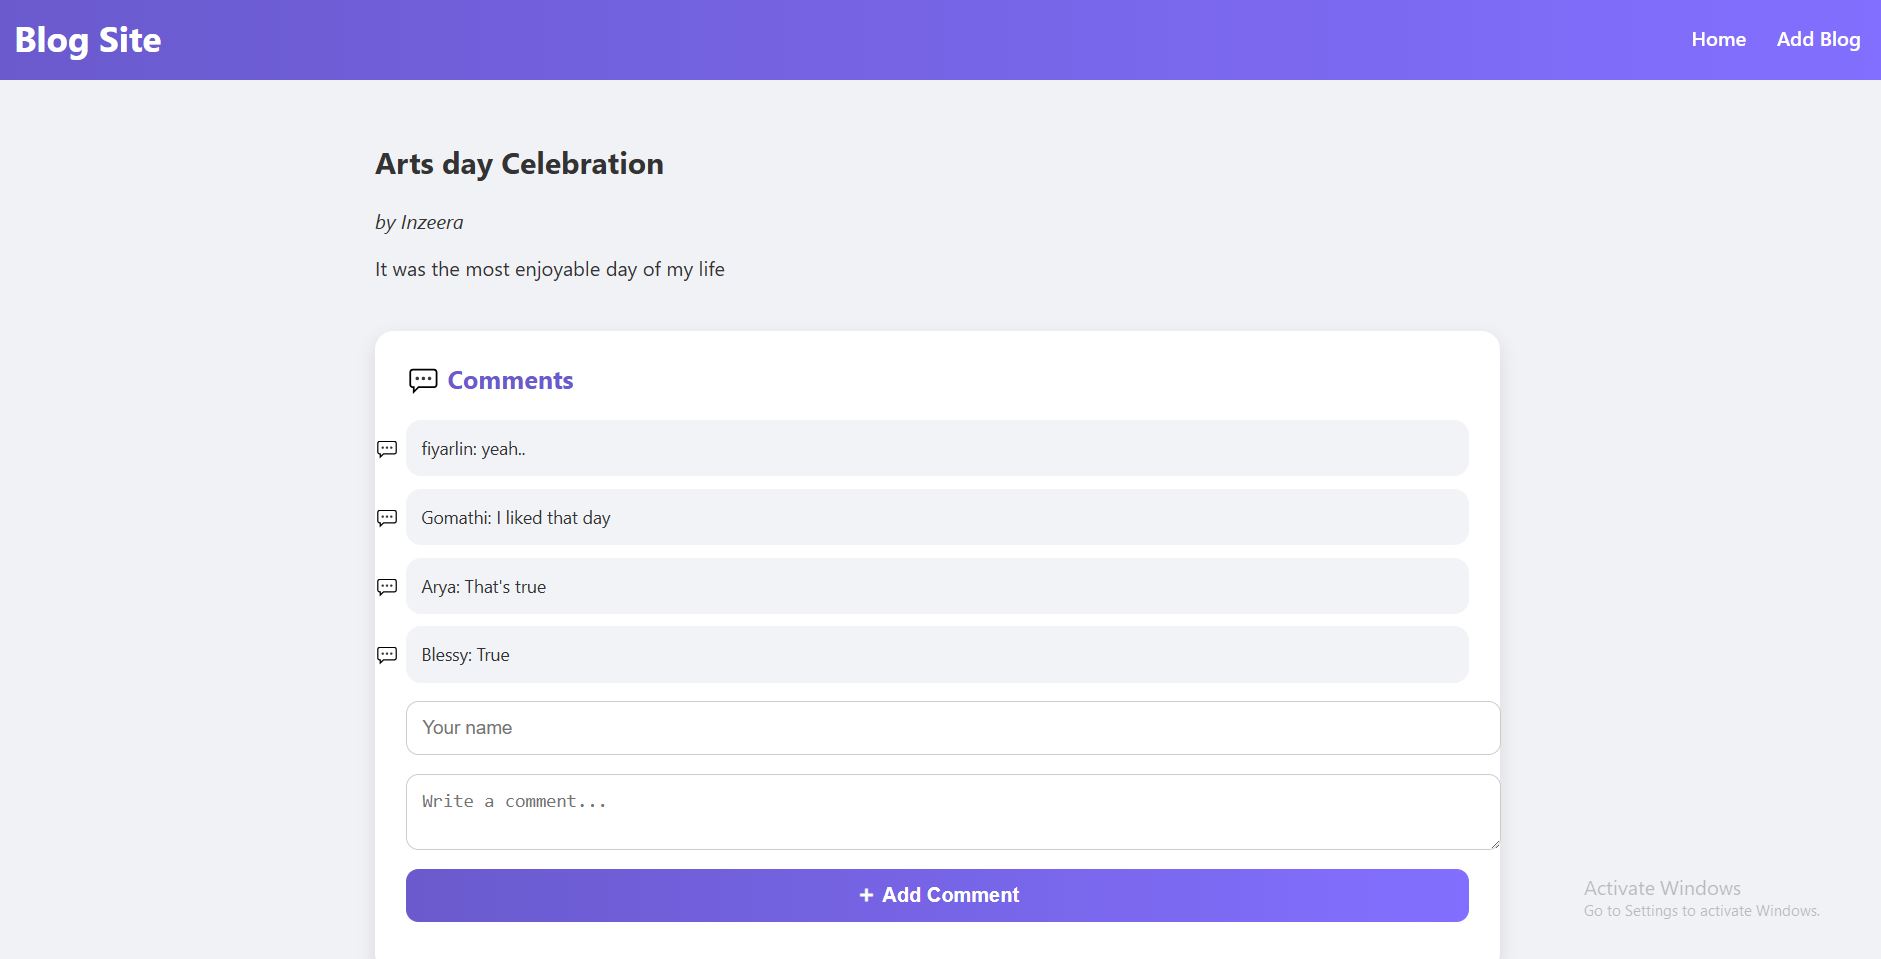 Blog Site
Home
Add Blog
Arts day Celebration
by Inzeera
It was the most enjoyable day of my life
Comments
fiyarlin: yeah..
Gomathi: I liked that day
Arya: That's true
Blessy: True
Your name
Write a comment...
+ Add Comment
Activate Windows
Go to Settings to activate Windows.